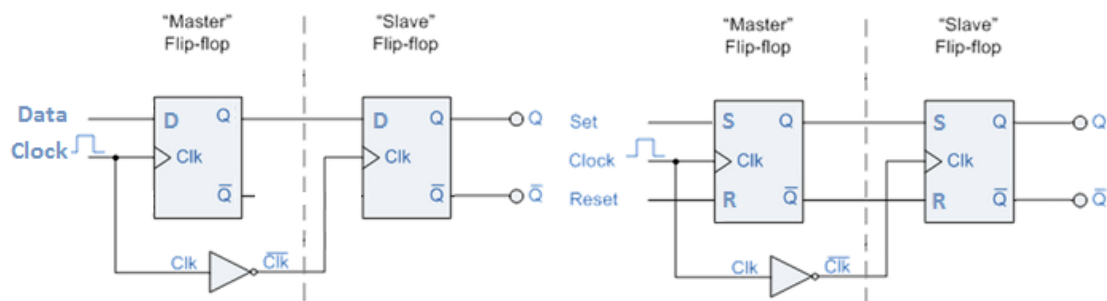 “Master”
Flip-flop
“Slave”
Flip-flop
Data
D
Q
D
Q
Q
Clock
Clk
Clk
Q̅
Q̅
Q̅
Clk
C̅l̅k̅
“Master”
Flip-flop
“Slave”
Flip-flop
Set
S
Q
S
Q
Q
Clock
Clk
Clk
Reset
R
Q̅
R
Q̅
Q̅
Clk
C̅l̅k̅